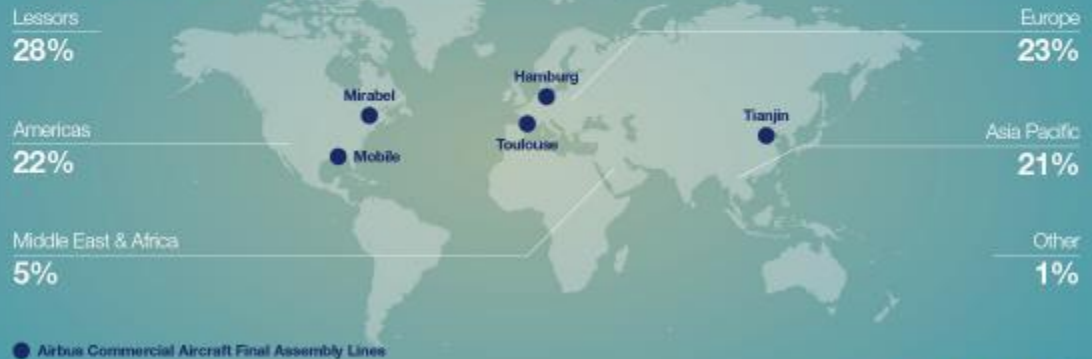 Lessors
28%
Europe
23%
Hamburg
Mirabel
Tianjin
Americas
22%
Mobile
Toulouse
Asia Pacific
21%
Middle East & Africa
5%
Other
1%
Airbus Commercial Aircraft Final Assembly Lines